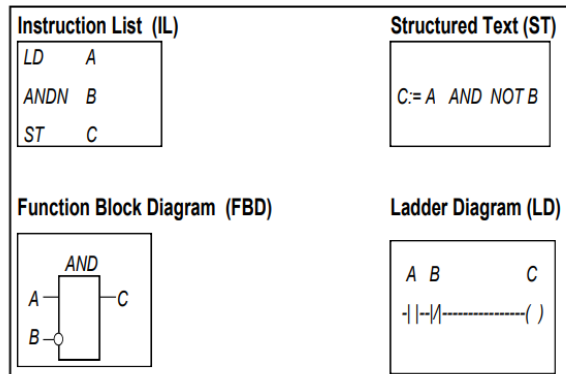 Instruction List (IL)
LD A
ANDN B
ST C
Structured Text (ST)
C:= A AND NOT B
Function Block Diagram (FBD)
AND
A
C
B
Ladder Diagram (LD)
A B C
-| |--|/|----------------( )